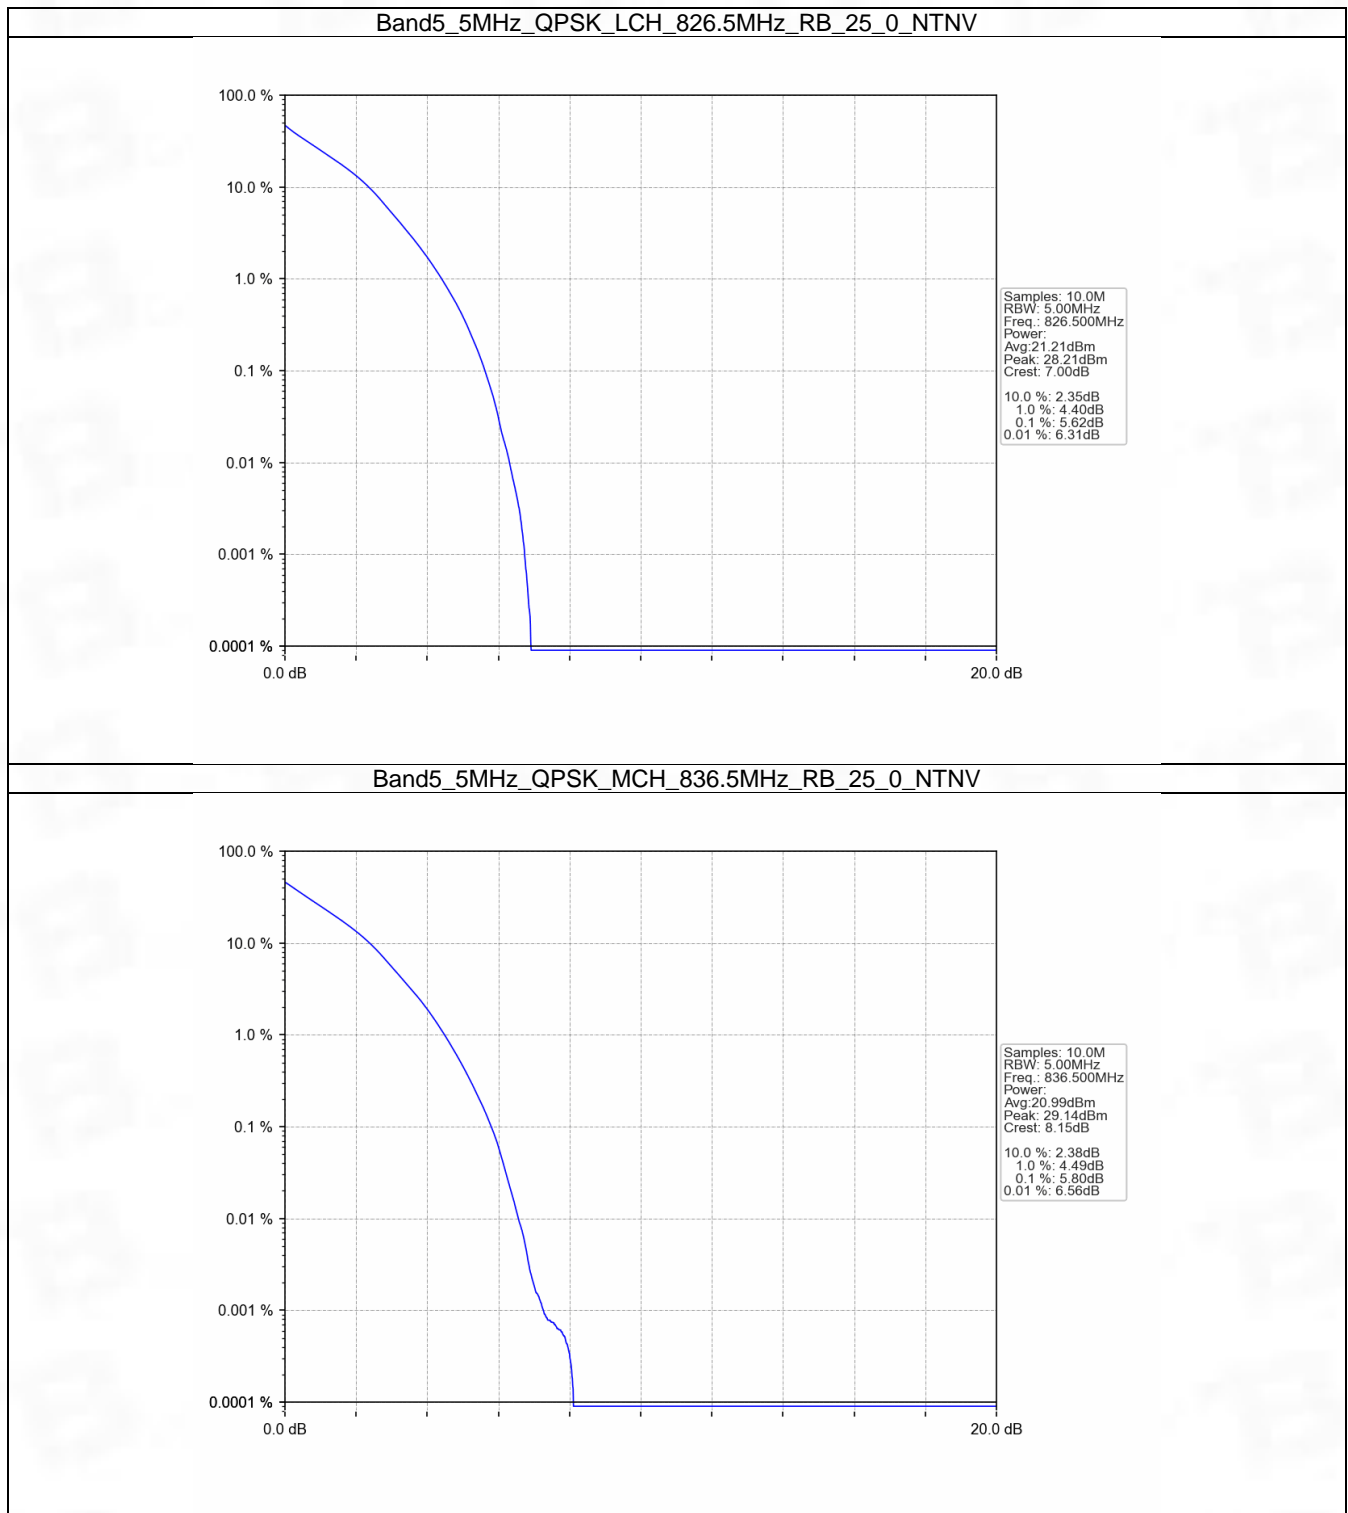 Band5_5MHz_QPSK_LCH_826.5MHz_RB_25_0_NTNV
100.0 %
10.0 %
1.0 %
0.1 %
0.01 %
0.001 %
0.0001 %
0.0 dB
20.0 dB
Samples: 10.0M
RBW: 5.00MHz
Freq.: 826.500MHz
Power:
Avg:21.21dBm
Peak: 28.21dBm
Crest: 7.00dB
10.0 %: 2.35dB
1.0 %: 4.40dB
0.1 %: 5.62dB
0.01 %: 6.31dB
Band5_5MHz_QPSK_MCH_836.5MHz_RB_25_0_NTNV
100.0 %
10.0 %
1.0 %
0.1 %
0.01 %
0.001 %
0.0001 %
0.0 dB
20.0 dB
Samples: 10.0M
RBW: 5.00MHz
Freq.: 836.500MHz
Power:
Avg:20.99dBm
Peak: 29.14dBm
Crest: 8.15dB
10.0 %: 2.38dB
1.0 %: 4.49dB
0.1 %: 5.80dB
0.01 %: 6.56dB